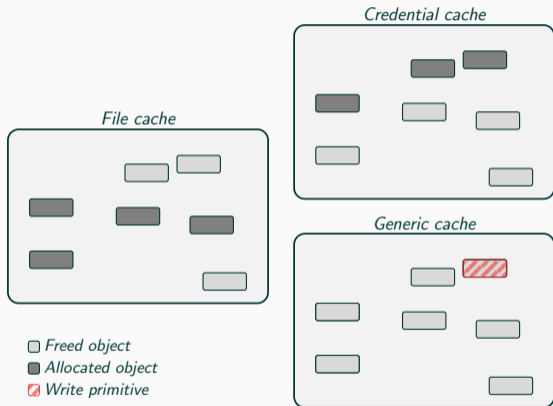 Credential cache
File cache
Generic cache
Freed object
Allocated object
Write primitive